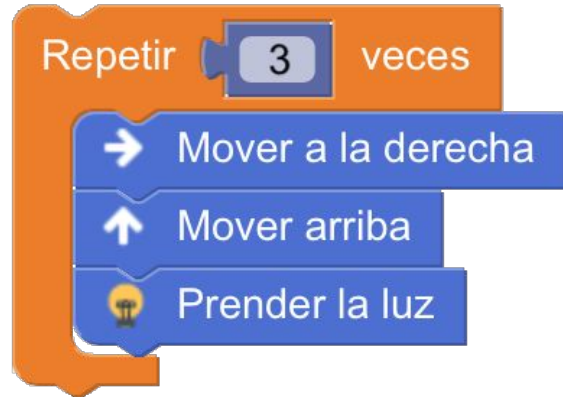 Repetir 3 veces
Mover a la derecha
Mover arriba
Prender la luz